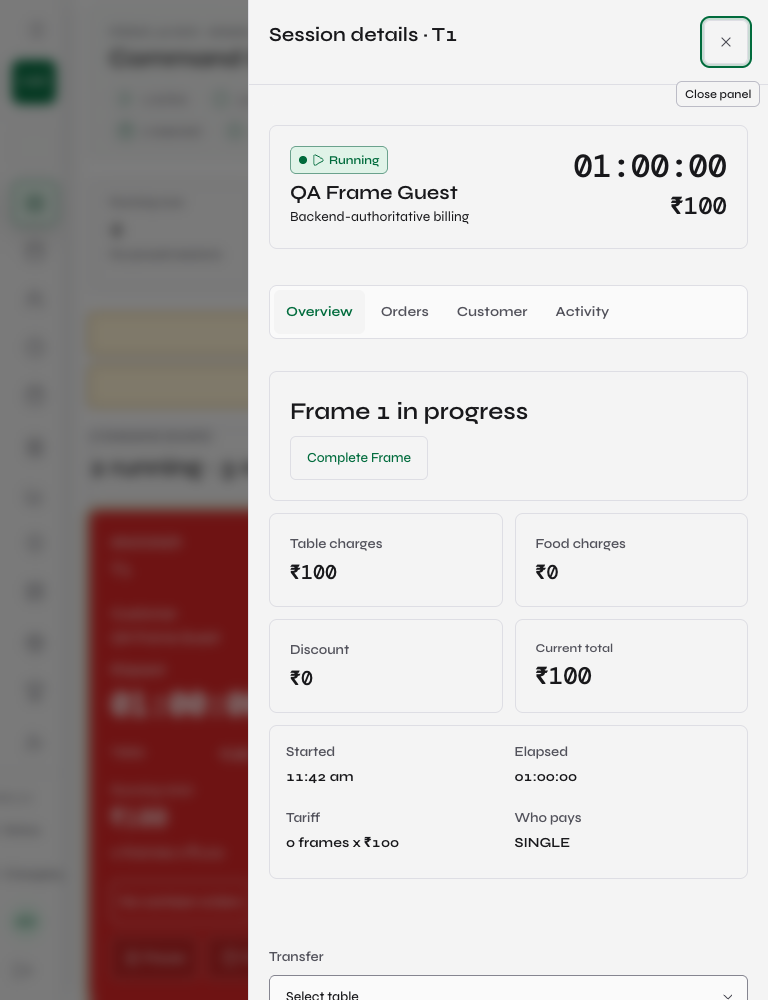 Session details · T1
Close panel
Running
01:00:00
QA Frame Guest
₹100
Backend-authoritative billing
Overview
Orders
Customer
Activity
Frame 1 in progress
Complete Frame
Table charges
₹100
Food charges
₹0
Discount
₹0
Current total
₹100
Started
11:42 am
Elapsed
01:00:00
Tariff
0 frames x ₹100
Who pays
SINGLE
Transfer
Select table